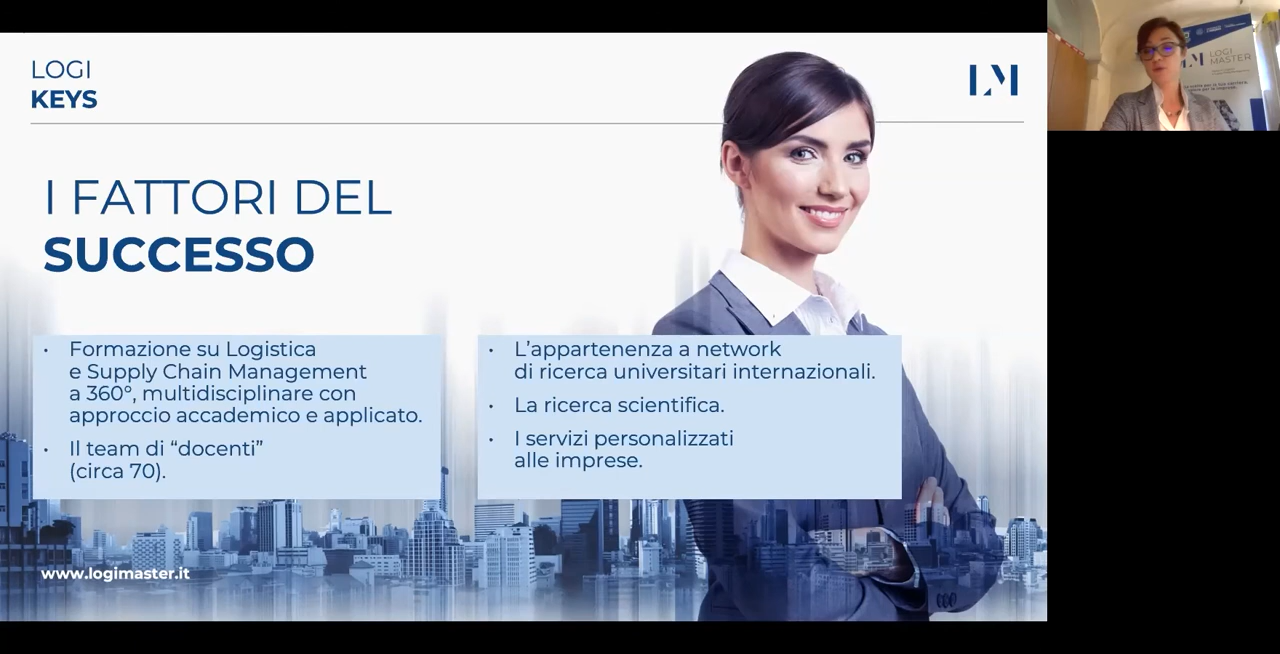 LOGI
KEYS
LM
I FATTORI DEL
SUCCESSO
• Formazione su Logistica
e Supply Chain Management
a 360°, multidisciplinare con
approccio accademico e applicato.
• Il team di “docenti”
(circa 70).
• L’appartenenza a network
di ricerca universitari internazionali.
• La ricerca scientifica.
• I servizi personalizzati
alle imprese.
www.logimaster.it
LOGI
MASTER